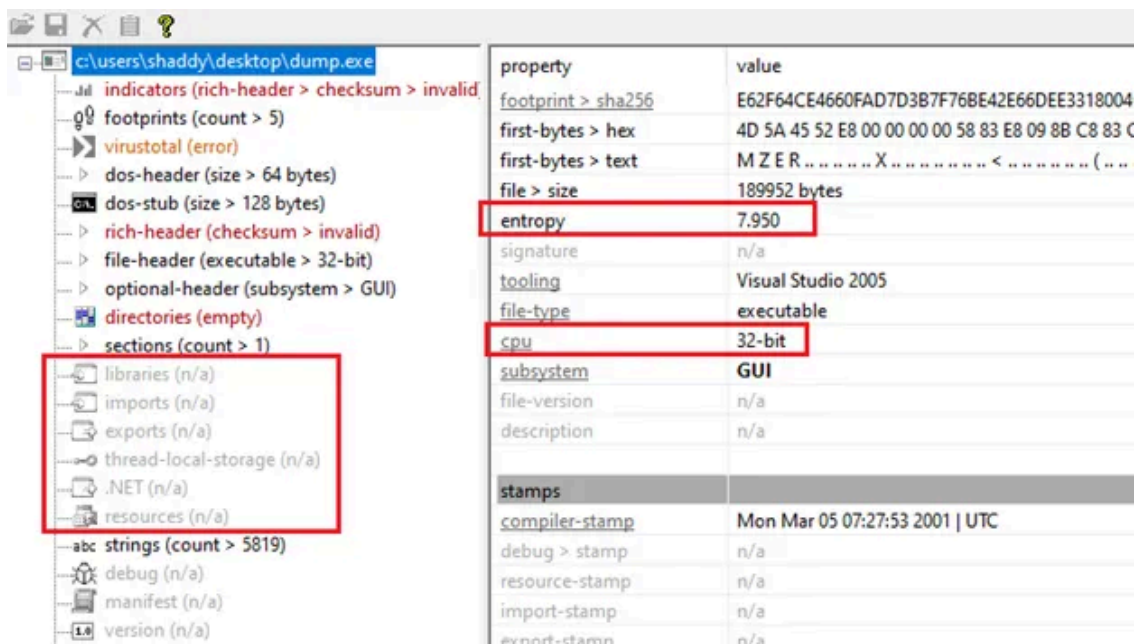 c:\users\shaddy\desktop\dump.exe
indicators (rich-header > checksum > invalid
footprints (count > 5)
virustotal (error)
dos-header (size > 64 bytes)
dos-stub (size > 128 bytes)
rich-header (checksum > invalid)
file-header (executable > 32-bit)
optional-header (subsystem > GUI)
directories (empty)
sections (count > 1)
libraries (n/a)
imports (n/a)
exports (n/a)
thread-local-storage (n/a)
.NET (n/a)
resources (n/a)
abc strings (count > 5819)
debug (n/a)
manifest (n/a)
1.0 version (n/a)
property value
footprint > sha256 E62F64CE4660FAD7D3B7F76BE42E66DEE3318004
first-bytes > hex 4D 5A 45 52 E8 00 00 00 00 58 83 E8 09 8B C8 83 C
first-bytes > text M Z E R .. .. .. .. .. X .. .. .. .. .. .. .. < .. .. .. .. .. .. ( .. ..
file > size 189952 bytes
entropy 7.950
signature n/a
tooling Visual Studio 2005
file-type executable
cpu 32-bit
subsystem GUI
file-version n/a
description n/a
stamps
compiler-stamp Mon Mar 05 07:27:53 2001 | UTC
debug > stamp n/a
resource-stamp n/a
import-stamp n/a
export-stamp n/a